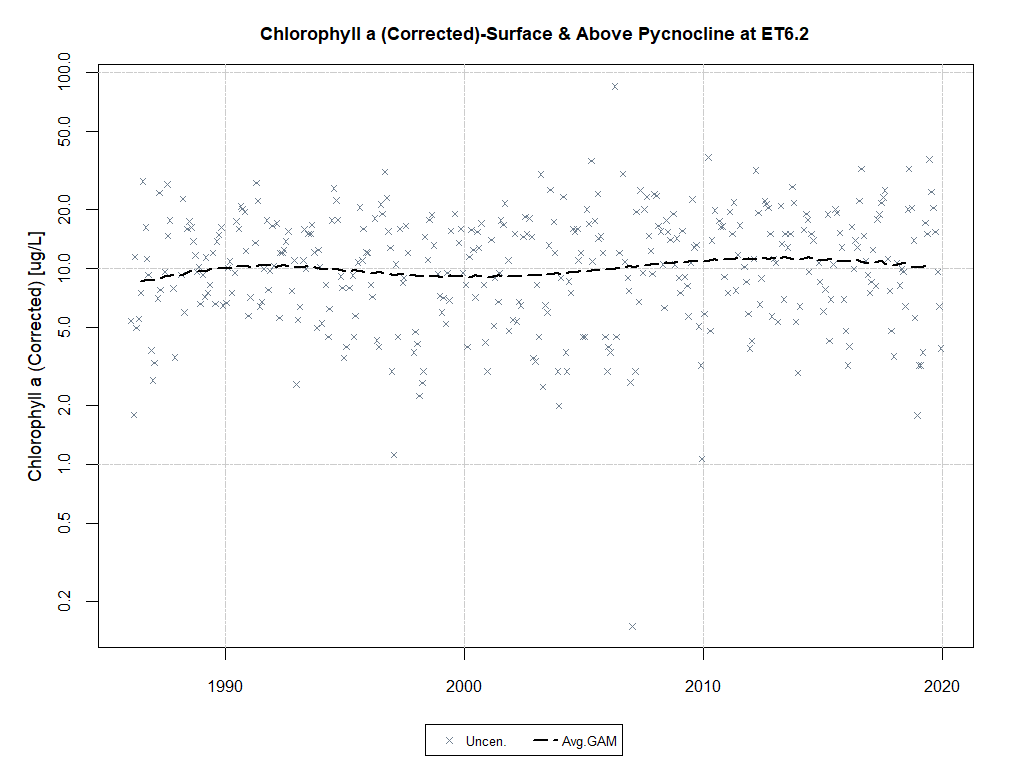 Chlorophyll a (Corrected)-Surface & Above Pycnocline at ET6.2
Chlorophyll a (Corrected) [ug/L]
100.0
50.0
20.0
10.0
5.0
2.0
1.0
0.5
0.2
1990 2000 2010 2020
Uncen. Avg.GAM